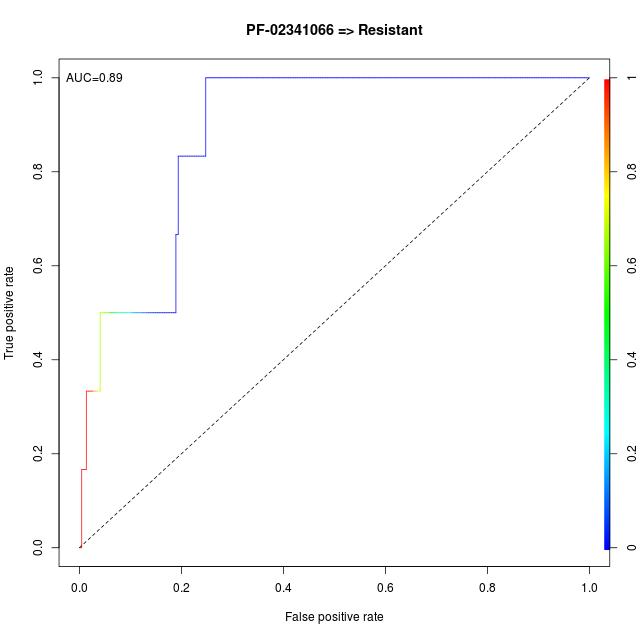 PF-02341066 => Resistant
AUC=0.89
True positive rate
1.0
0.8
0.6
0.4
0.2
0.0
0.0 0.2 0.4 0.6 0.8 1.0
False positive rate
1
0.8
0.6
0.4
0.2
0